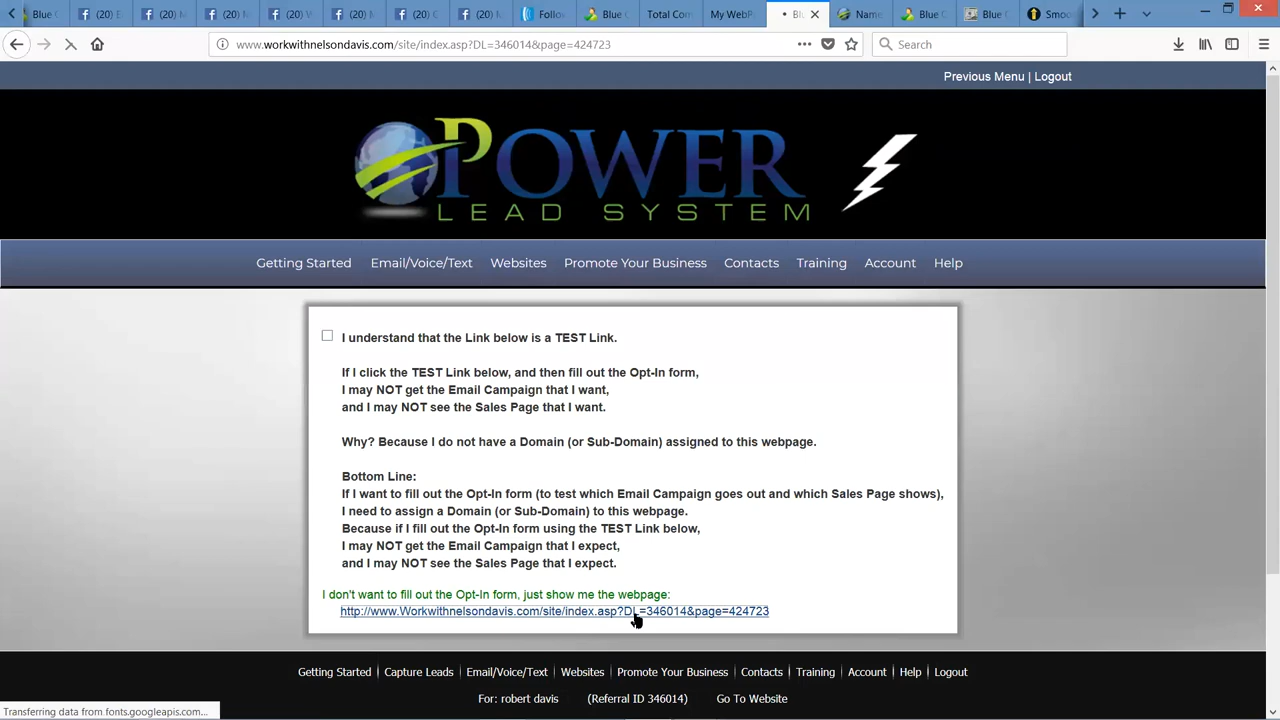 Blue (
(20) E
(20) M
(20) N
(20) V
(20) M
(20) G
(20) M
Follo
Blue C
Total Com
My WebP
Bl
Name
Blue C
Blue C
Smoo
www.workwithnelsondavis.com/site/index.asp?DL=346014&page=424723
Search
Previous Menu | Logout
POWER
LEAD SYSTEM
Getting Started Email/Voice/Text Websites Promote Your Business Contacts Training Account Help
I understand that the Link below is a TEST Link.
If I click the TEST Link below, and then fill out the Opt-In form,
I may NOT get the Email Campaign that I want,
and I may NOT see the Sales Page that I want.
Why? Because I do not have a Domain (or Sub-Domain) assigned to this webpage.
Bottom Line:
If I want to fill out the Opt-In form (to test which Email Campaign goes out and which Sales Page shows),
I need to assign a Domain (or Sub-Domain) to this webpage.
Because if I fill out the Opt-In form using the TEST Link below,
I may NOT get the Email Campaign that I expect,
and I may NOT see the Sales Page that I expect.
I don't want to fill out the Opt-In form, just show me the webpage:
http://www.Workwithnelsondavis.com/site/index.asp?DL=346014&page=424723
Getting Started | Capture Leads | Email/Voice/Text | Websites | Promote Your Business | Contacts | Training | Account | Help | Logout
For: robert davis (Referral ID 346014) Go To Website
Transferring data from fonts.googleapis.com...